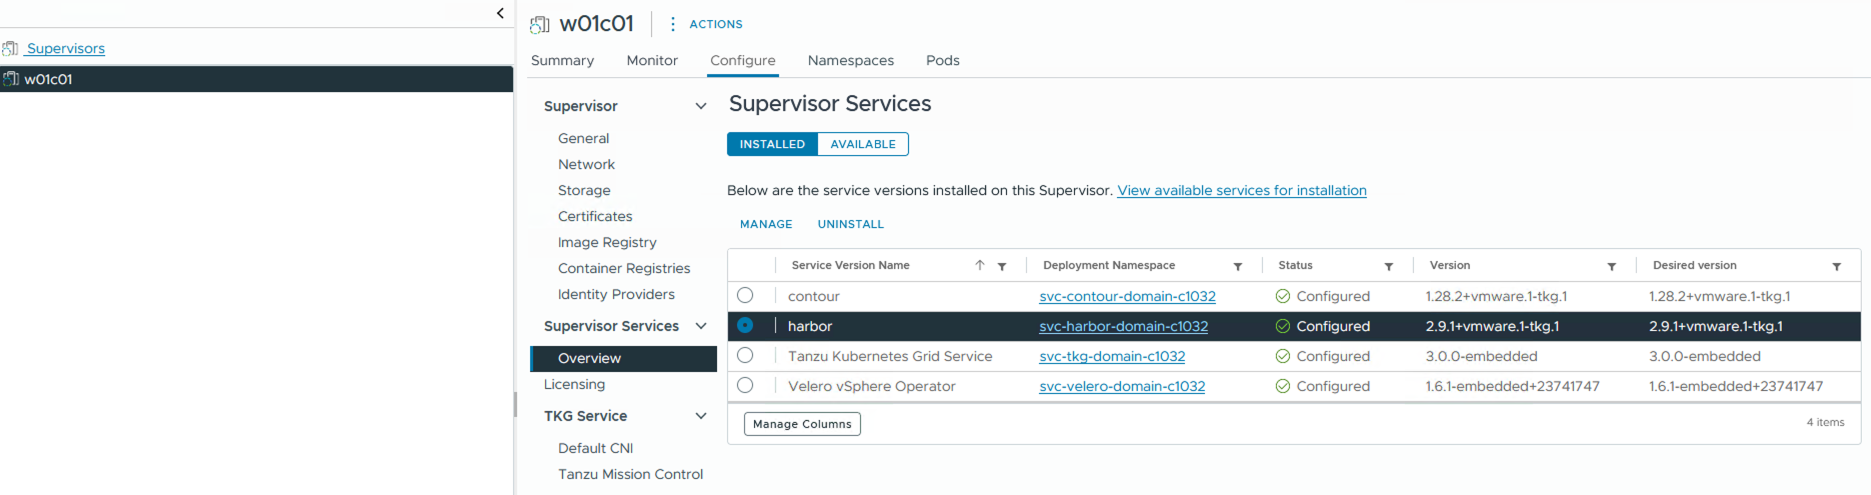 Supervisors
w01c01
w01c01
ACTIONS
Summary Monitor Configure Namespaces Pods
Supervisor
General
Network
Storage
Certificates
Image Registry
Container Registries
Identity Providers
Supervisor Services
Overview
Licensing
TKG Service
Default CNI
Tanzu Mission Control
Supervisor Services
INSTALLED AVAILABLE
Below are the service versions installed on this Supervisor. View available services for installation
MANAGE UNINSTALL
Service Version Name Deployment Namespace Status Version Desired version
contour svc-contour-domain-c1032 Configured 1.28.2+vmware.1-tkg.1 1.28.2+vmware.1-tkg.1
harbor svc-harbor-domain-c1032 Configured 2.9.1+vmware.1-tkg.1 2.9.1+vmware.1-tkg.1
Tanzu Kubernetes Grid Service svc-tkg-domain-c1032 Configured 3.0.0-embedded 3.0.0-embedded
Velero vSphere Operator svc-velero-domain-c1032 Configured 1.6.1-embedded+23741747 1.6.1-embedded+23741747
Manage Columns 4 items